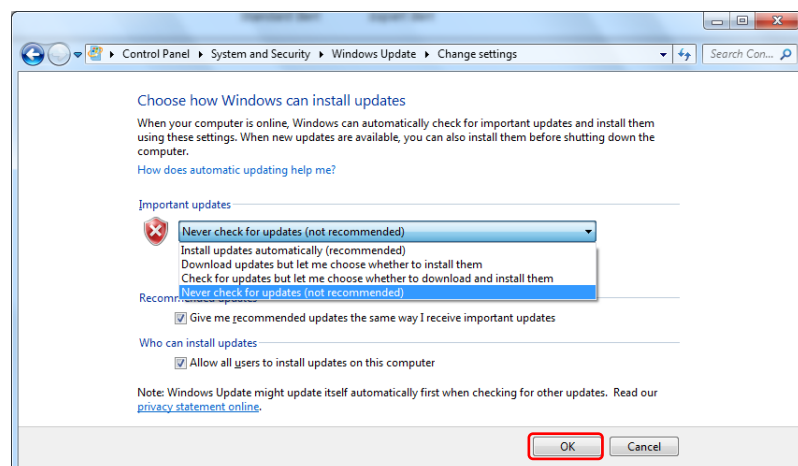 Control Panel System and Security Windows Update Change settings
Search Con...
Choose how Windows can install updates
When your computer is online, Windows can automatically check for important updates and install them
using these settings. When new updates are available, you can also install them before shutting down the
computer.
How does automatic updating help me?
Important updates
Never check for updates (not recommended)
Install updates automatically (recommended)
Download updates but let me choose whether to install them
Check for updates but let me choose whether to download and install them
Never check for updates (not recommended)
Recommended updates
Give me recommended updates the same way I receive important updates
Who can install updates
Allow all users to install updates on this computer
Note: Windows Update might update itself automatically first when checking for other updates. Read our
privacy statement online.
OK Cancel